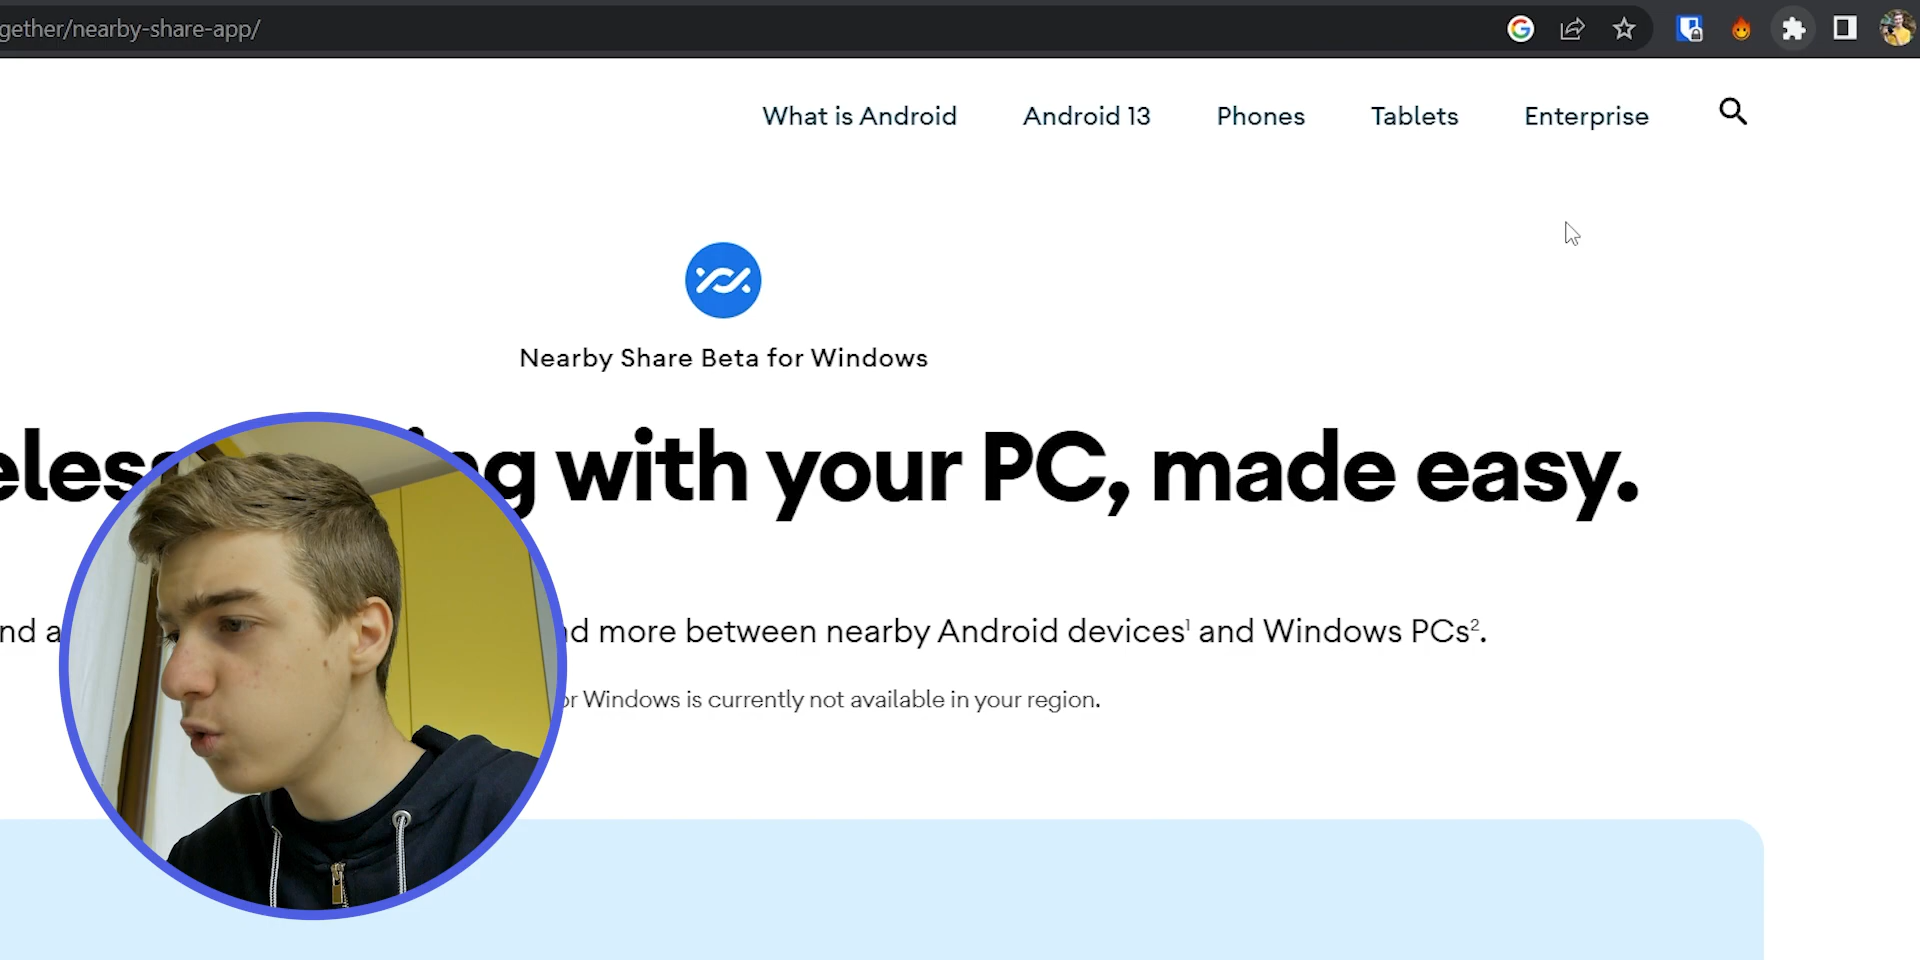 gether/nearby-share-app/
What is Android Android 13 Phones Tablets Enterprise
Nearby Share Beta for Windows
with your PC, made easy.
more between nearby Android devices¹ and Windows PCs².
Windows is currently not available in your region.